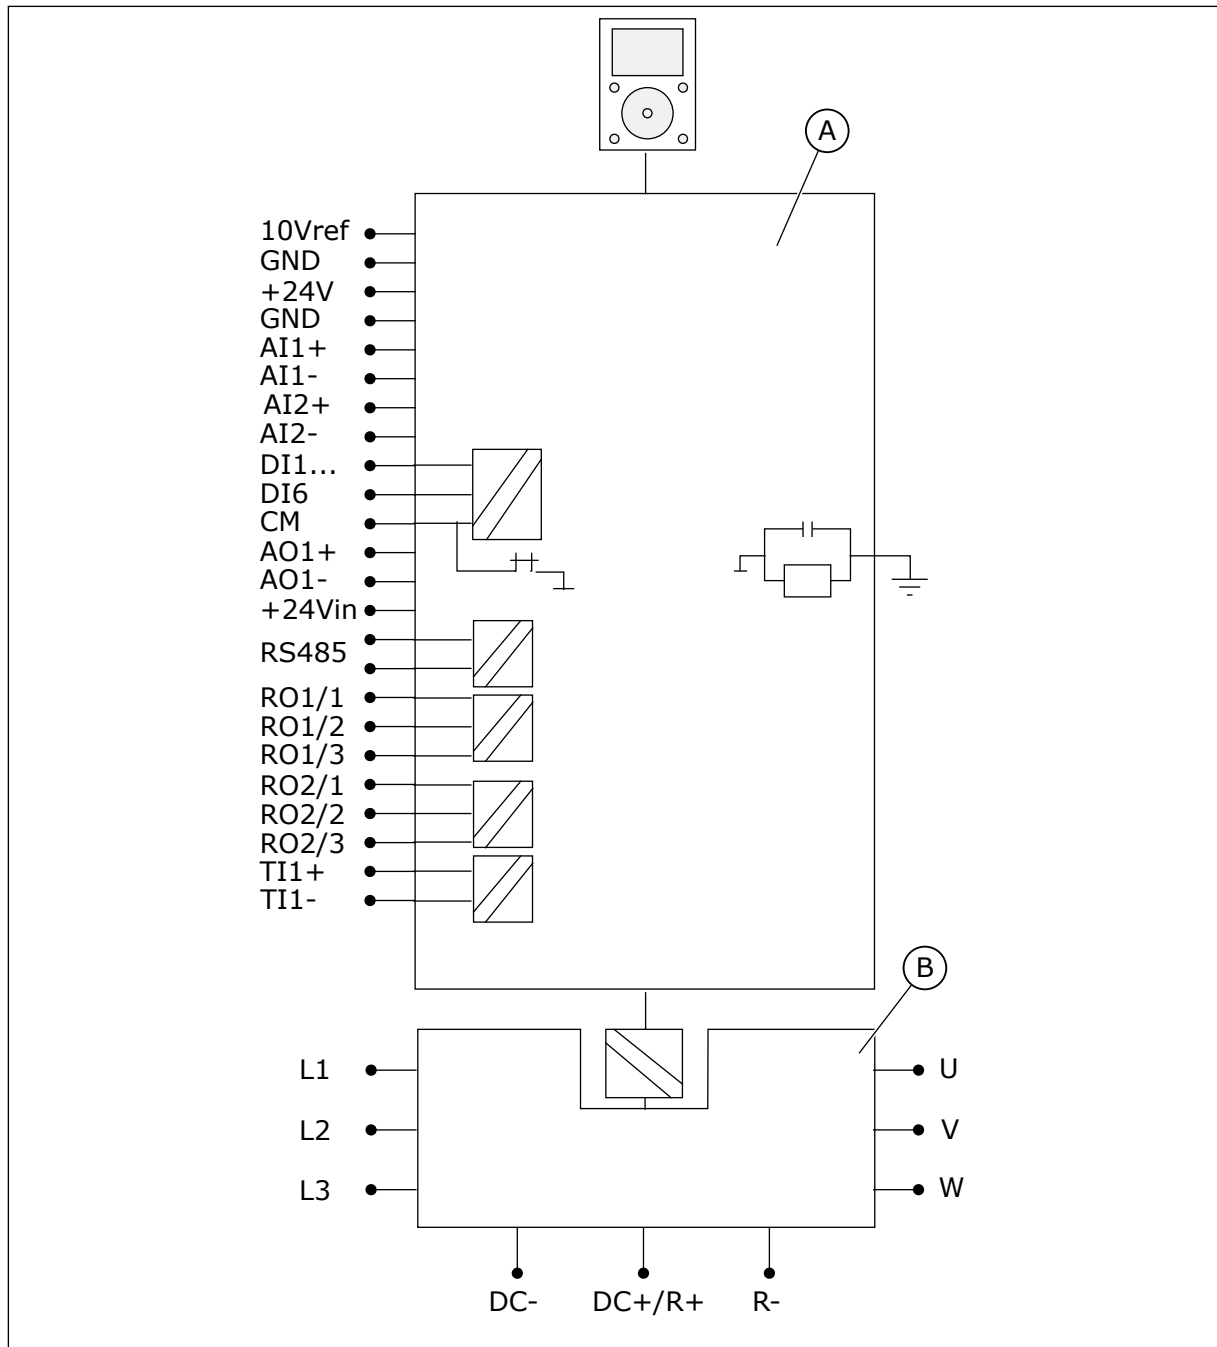 A
10Vref
GND
+24V
GND
AI1+
AI1-
AI2+
AI2-
DI1...
DI6
CM
AO1+
AO1-
+24Vin
RS485
RO1/1
RO1/2
RO1/3
RO2/1
RO2/2
RO2/3
TI1+
TI1-
B
L1
U
L2
V
L3
W
DC-
DC+/R+
R-